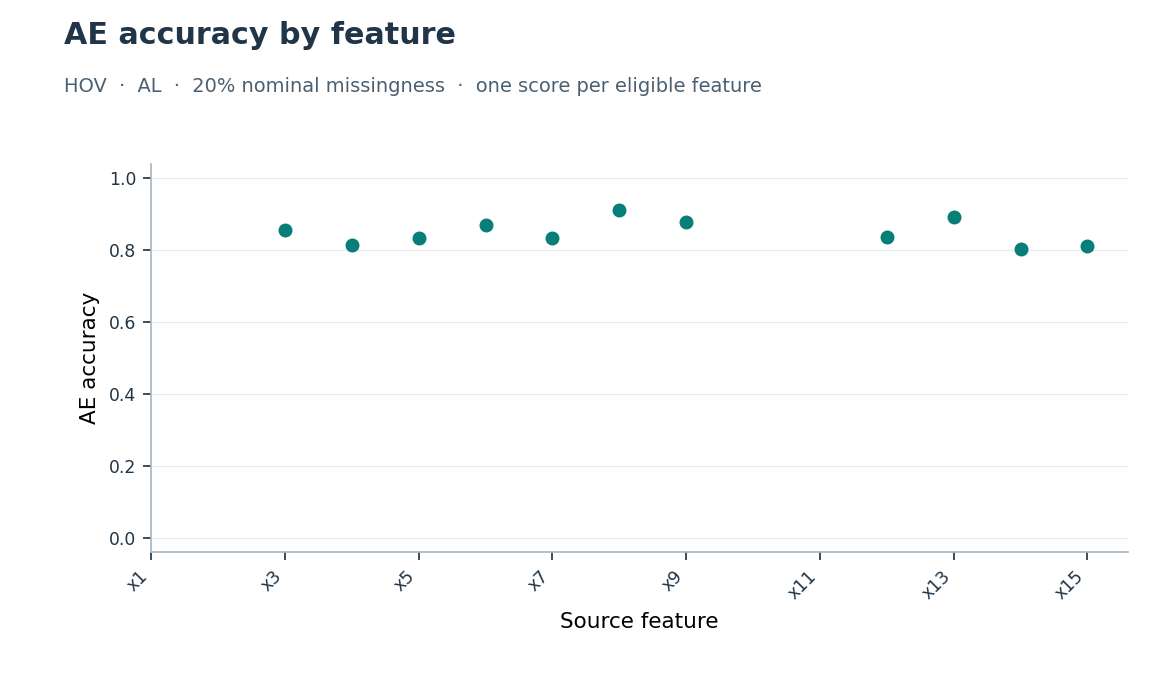 AE accuracy by feature
HOV · AL · 20% nominal missingness · one score per eligible feature
AE accuracy
1.0
0.8
0.6
0.4
0.2
0.0
x1 x3 x5 x7 x9 x11 x13 x15
Source feature